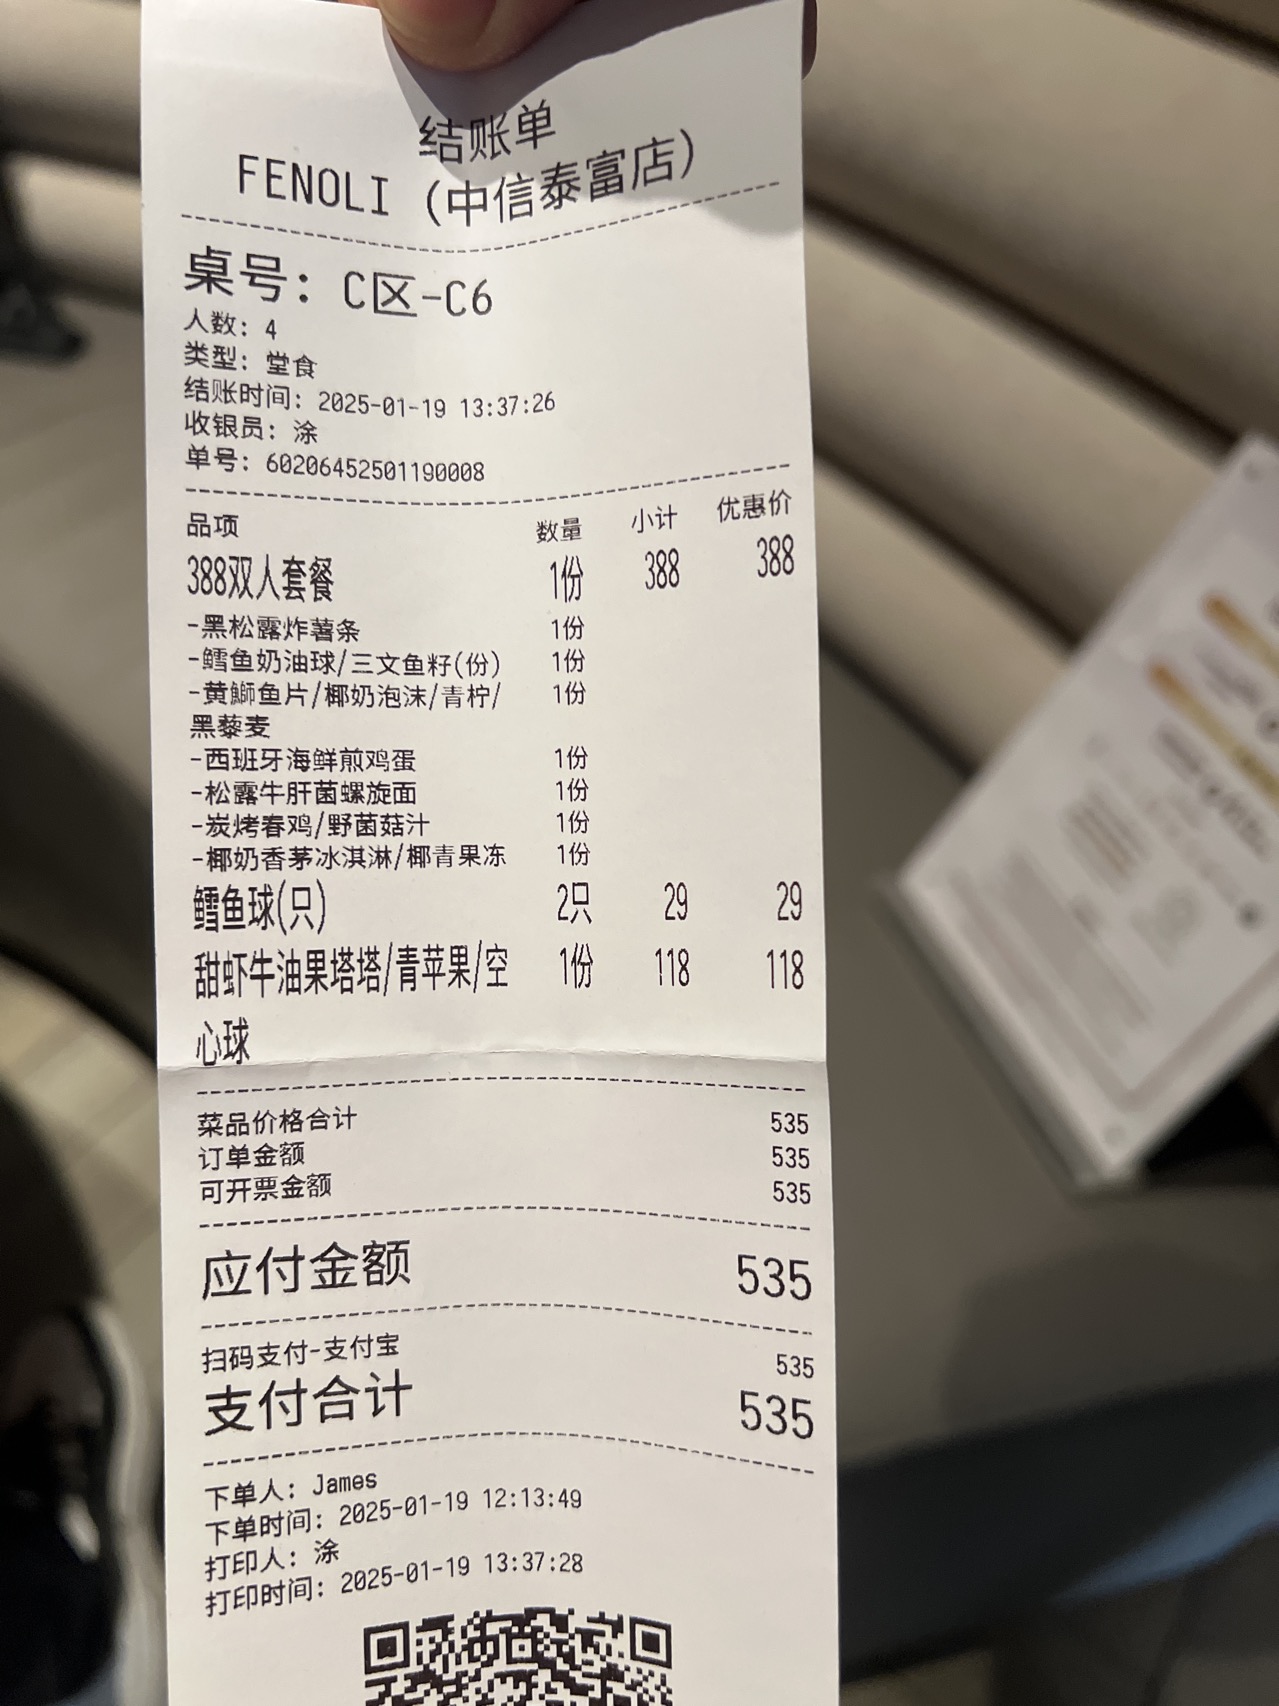 结账单
FENOLI (中信泰富店)
桌号: C区-C6
人数: 4
类型: 堂食
结账时间: 2025-01-19 13:37:26
收银员: 涂
单号: 60206452501190008
品项 数量 小计 优惠价
388双人套餐 1份 388 388
-黑松露炸薯条 1份
-鳕鱼奶油球/三文鱼籽(份) 1份
-黄鰤鱼片/椰奶泡沫/青柠/ 1份
黑藜麦
-西班牙海鲜煎鸡蛋 1份
-松露牛肝菌螺旋面 1份
-炭烤春鸡/野菌菇汁 1份
-椰奶香茅冰淇淋/椰青果冻 1份
鳕鱼球(只) 2只 29 29
甜虾牛油果塔塔/青苹果/空 1份 118 118
心球
菜品价格合计 535
订单金额 535
可开票金额 535
应付金额 535
扫码支付-支付宝 535
支付合计 535
下单人: James
下单时间: 2025-01-19 12:13:49
打印人: 涂
打印时间: 2025-01-19 13:37:28